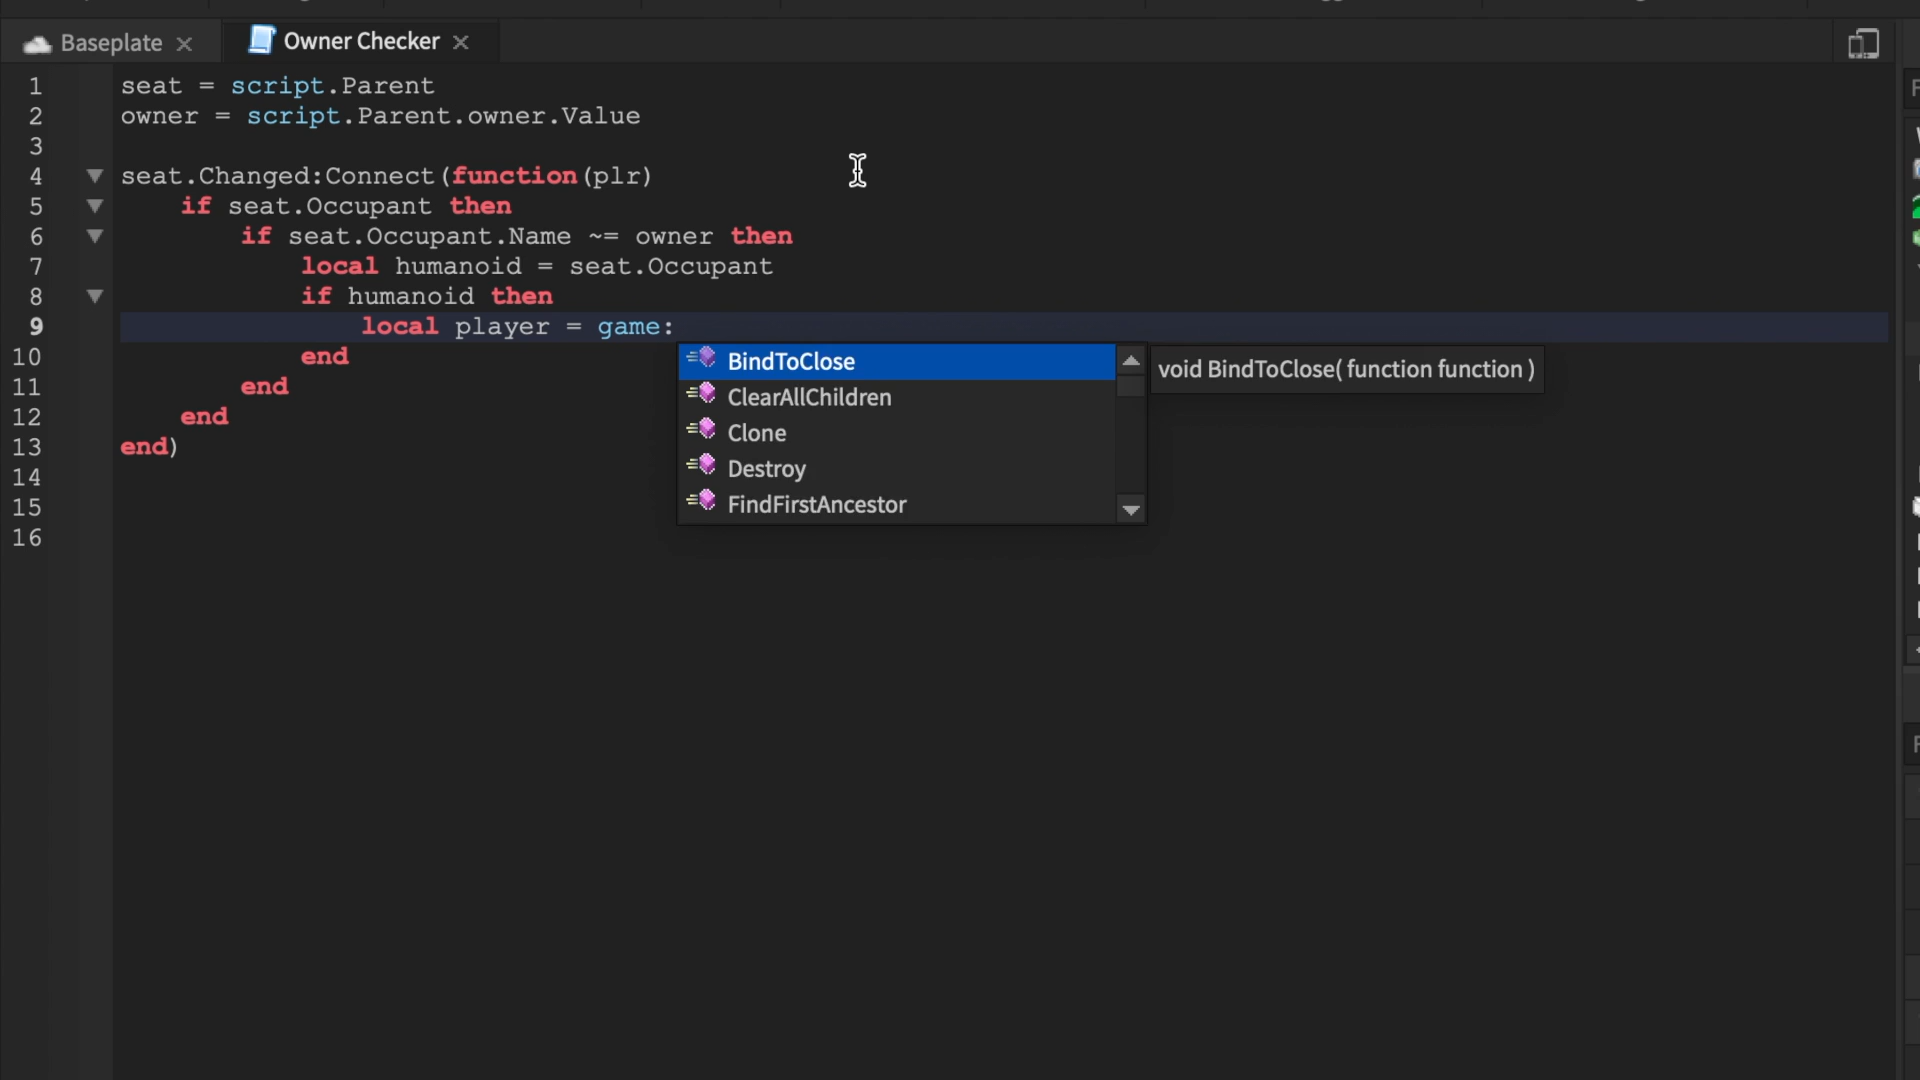 Baseplate
Owner Checker
1 seat = script.Parent
2 owner = script.Parent.owner.Value
3
4 seat.Changed:Connect(function(plr)
5 if seat.Occupant then
6 if seat.Occupant.Name ~= owner then
7 local humanoid = seat.Occupant
8 if humanoid then
9 local player = game:
10 end
11 end
12 end
13 end)
14
15
16
BindToClose
ClearAllChildren
Clone
Destroy
FindFirstAncestor
void BindToClose( function function )